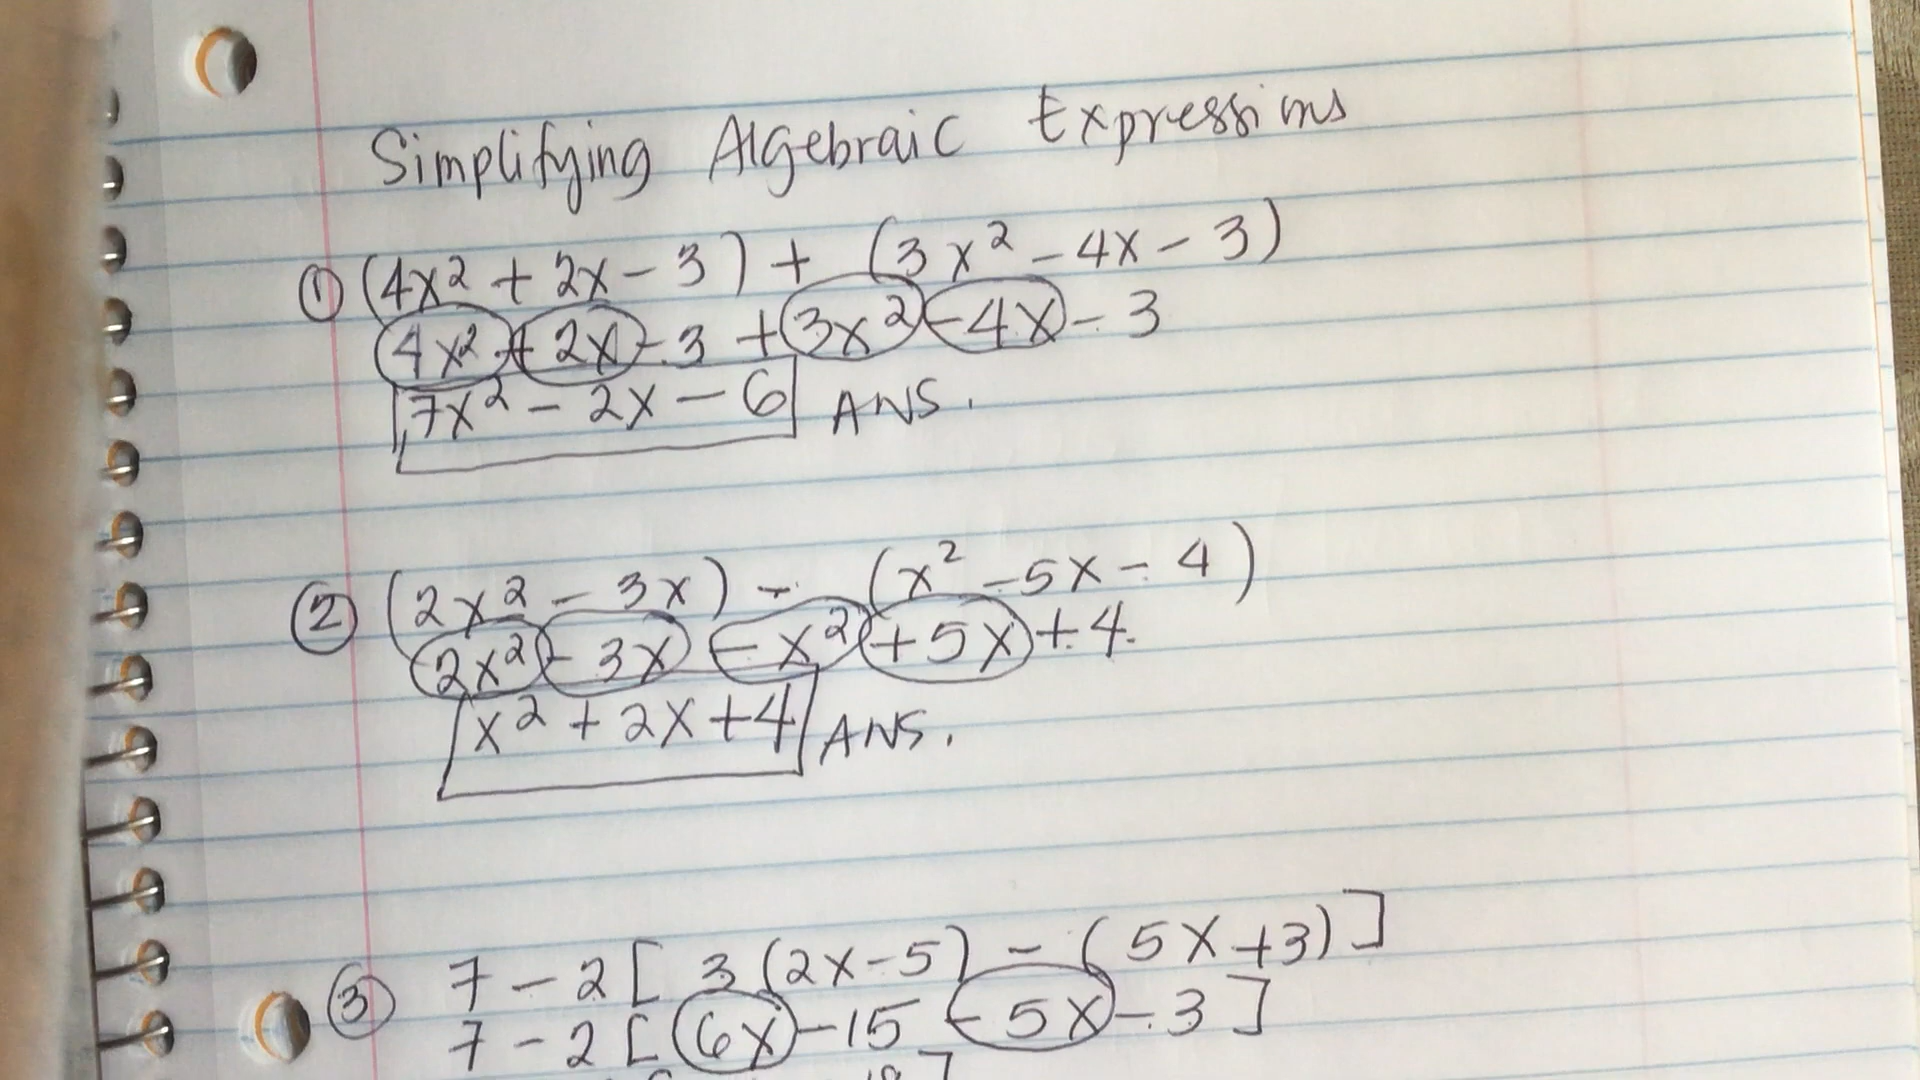 Simplifying Algebraic Expressions
① (4x² + 2x - 3) + (3x² - 4x - 3)
4x² + 2x - 3 + 3x² - 4x - 3
7x² - 2x - 6 ANS.
② (2x² - 3x) - (x² - 5x - 4)
2x² - 3x - x² + 5x + 4
x² + 2x + 4 ANS.
③ 7 - 2[3(2x - 5) - (5x + 3)]
7 - 2[6x - 15 - 5x - 3]